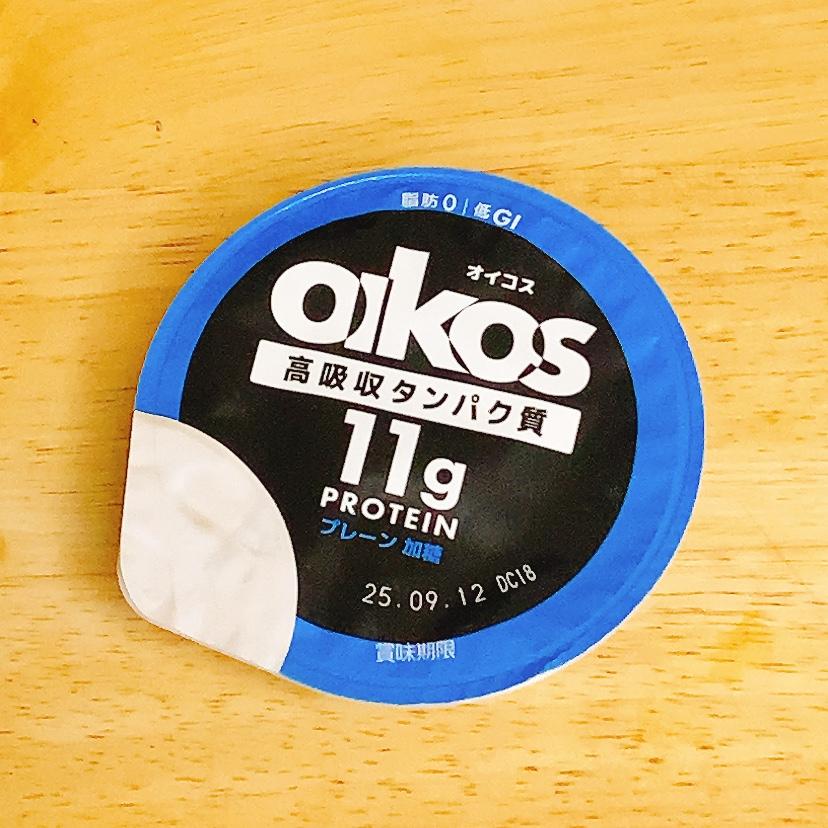 脂肪0 | 低GI
オイコス
oikos
高吸収タンパク質
11g
PROTEIN
プレーン 加糖
25.09.12 DC18
賞味期限